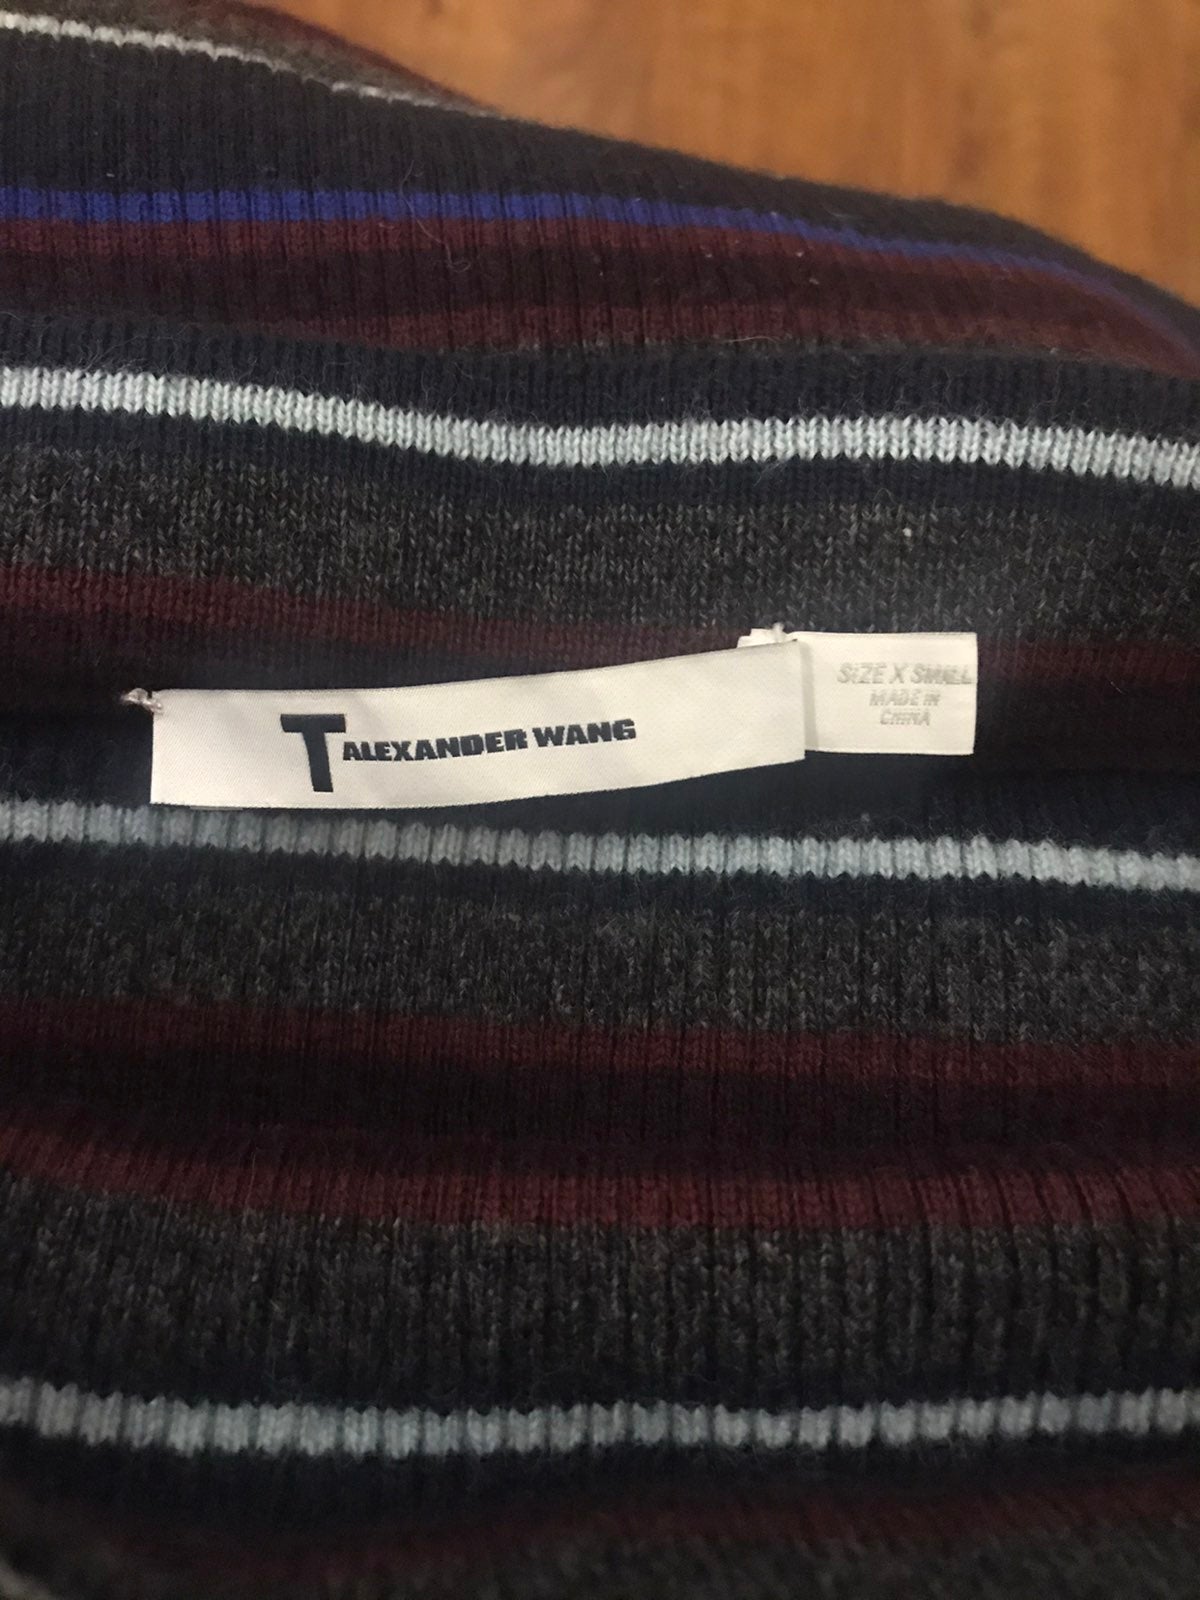 T ALEXANDER WANG
SIZE X SMALL
MADE IN
CHINA